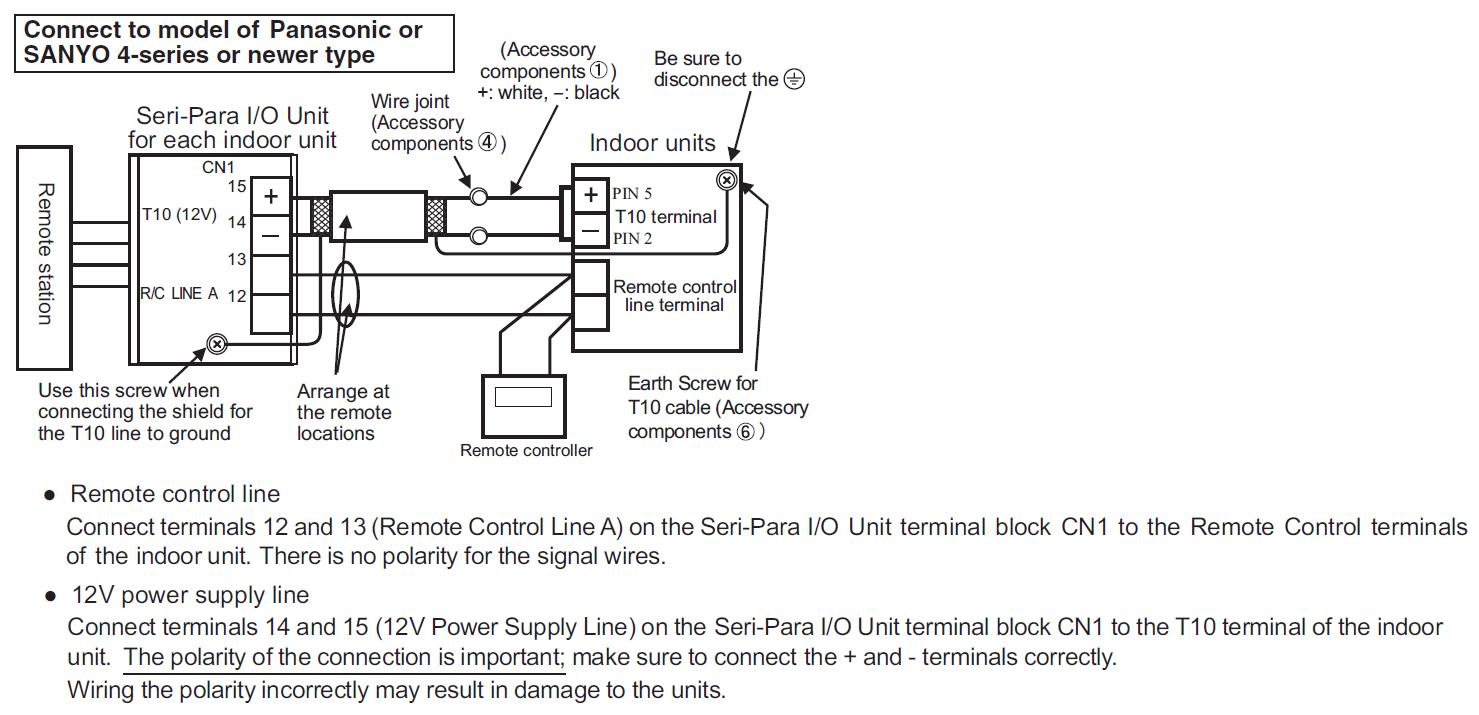 Connect to model of Panasonic or
SANYO 4-series or newer type
(Accessory
components ①)
+: white, −: black
Be sure to
disconnect the ⏚
Wire joint
(Accessory
components ④)
Seri-Para I/O Unit
for each indoor unit
Indoor units
Remote station
CN1
15
+
T10 (12V)
14
−
13
R/C LINE A
12
+
PIN 5
T10 terminal
−
PIN 2
Remote control
line terminal
Use this screw when
connecting the shield for
the T10 line to ground
Arrange at
the remote
locations
Remote controller
Earth Screw for
T10 cable (Accessory
components ⑥)
● Remote control line
Connect terminals 12 and 13 (Remote Control Line A) on the Seri-Para I/O Unit terminal block CN1 to the Remote Control terminals
of the indoor unit. There is no polarity for the signal wires.
● 12V power supply line
Connect terminals 14 and 15 (12V Power Supply Line) on the Seri-Para I/O Unit terminal block CN1 to the T10 terminal of the indoor
unit. The polarity of the connection is important; make sure to connect the + and - terminals correctly.
Wiring the polarity incorrectly may result in damage to the units.